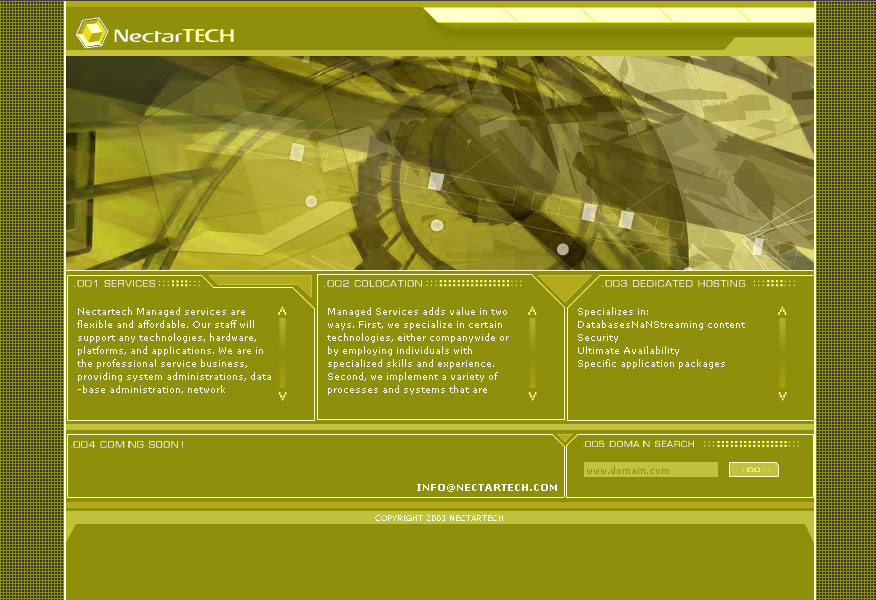 NectarTECH
.001 SERVICES
Nectartech Managed services are
flexible and affordable. Our staff will
support any technologies, hardware,
platforms, and applications. We are in
the professional service business,
providing system administrations, data
-base administration, network
.002 COLOCATION
Managed Services adds value in two
ways. First, we specialize in certain
technologies, either companywide or
by employing individuals with
specialized skills and experience.
Second, we implement a variety of
processes and systems that are
.003 DEDICATED HOSTING
Specializes in:
DatabasesNaNStreaming content
Security
Ultimate Availability
Specific application packages
.004 COMING SOON!
INFO@NECTARTECH.COM
.005 DOMAIN SEARCH
www.domain.com
GO
COPYRIGHT 2003 NECTARTECH